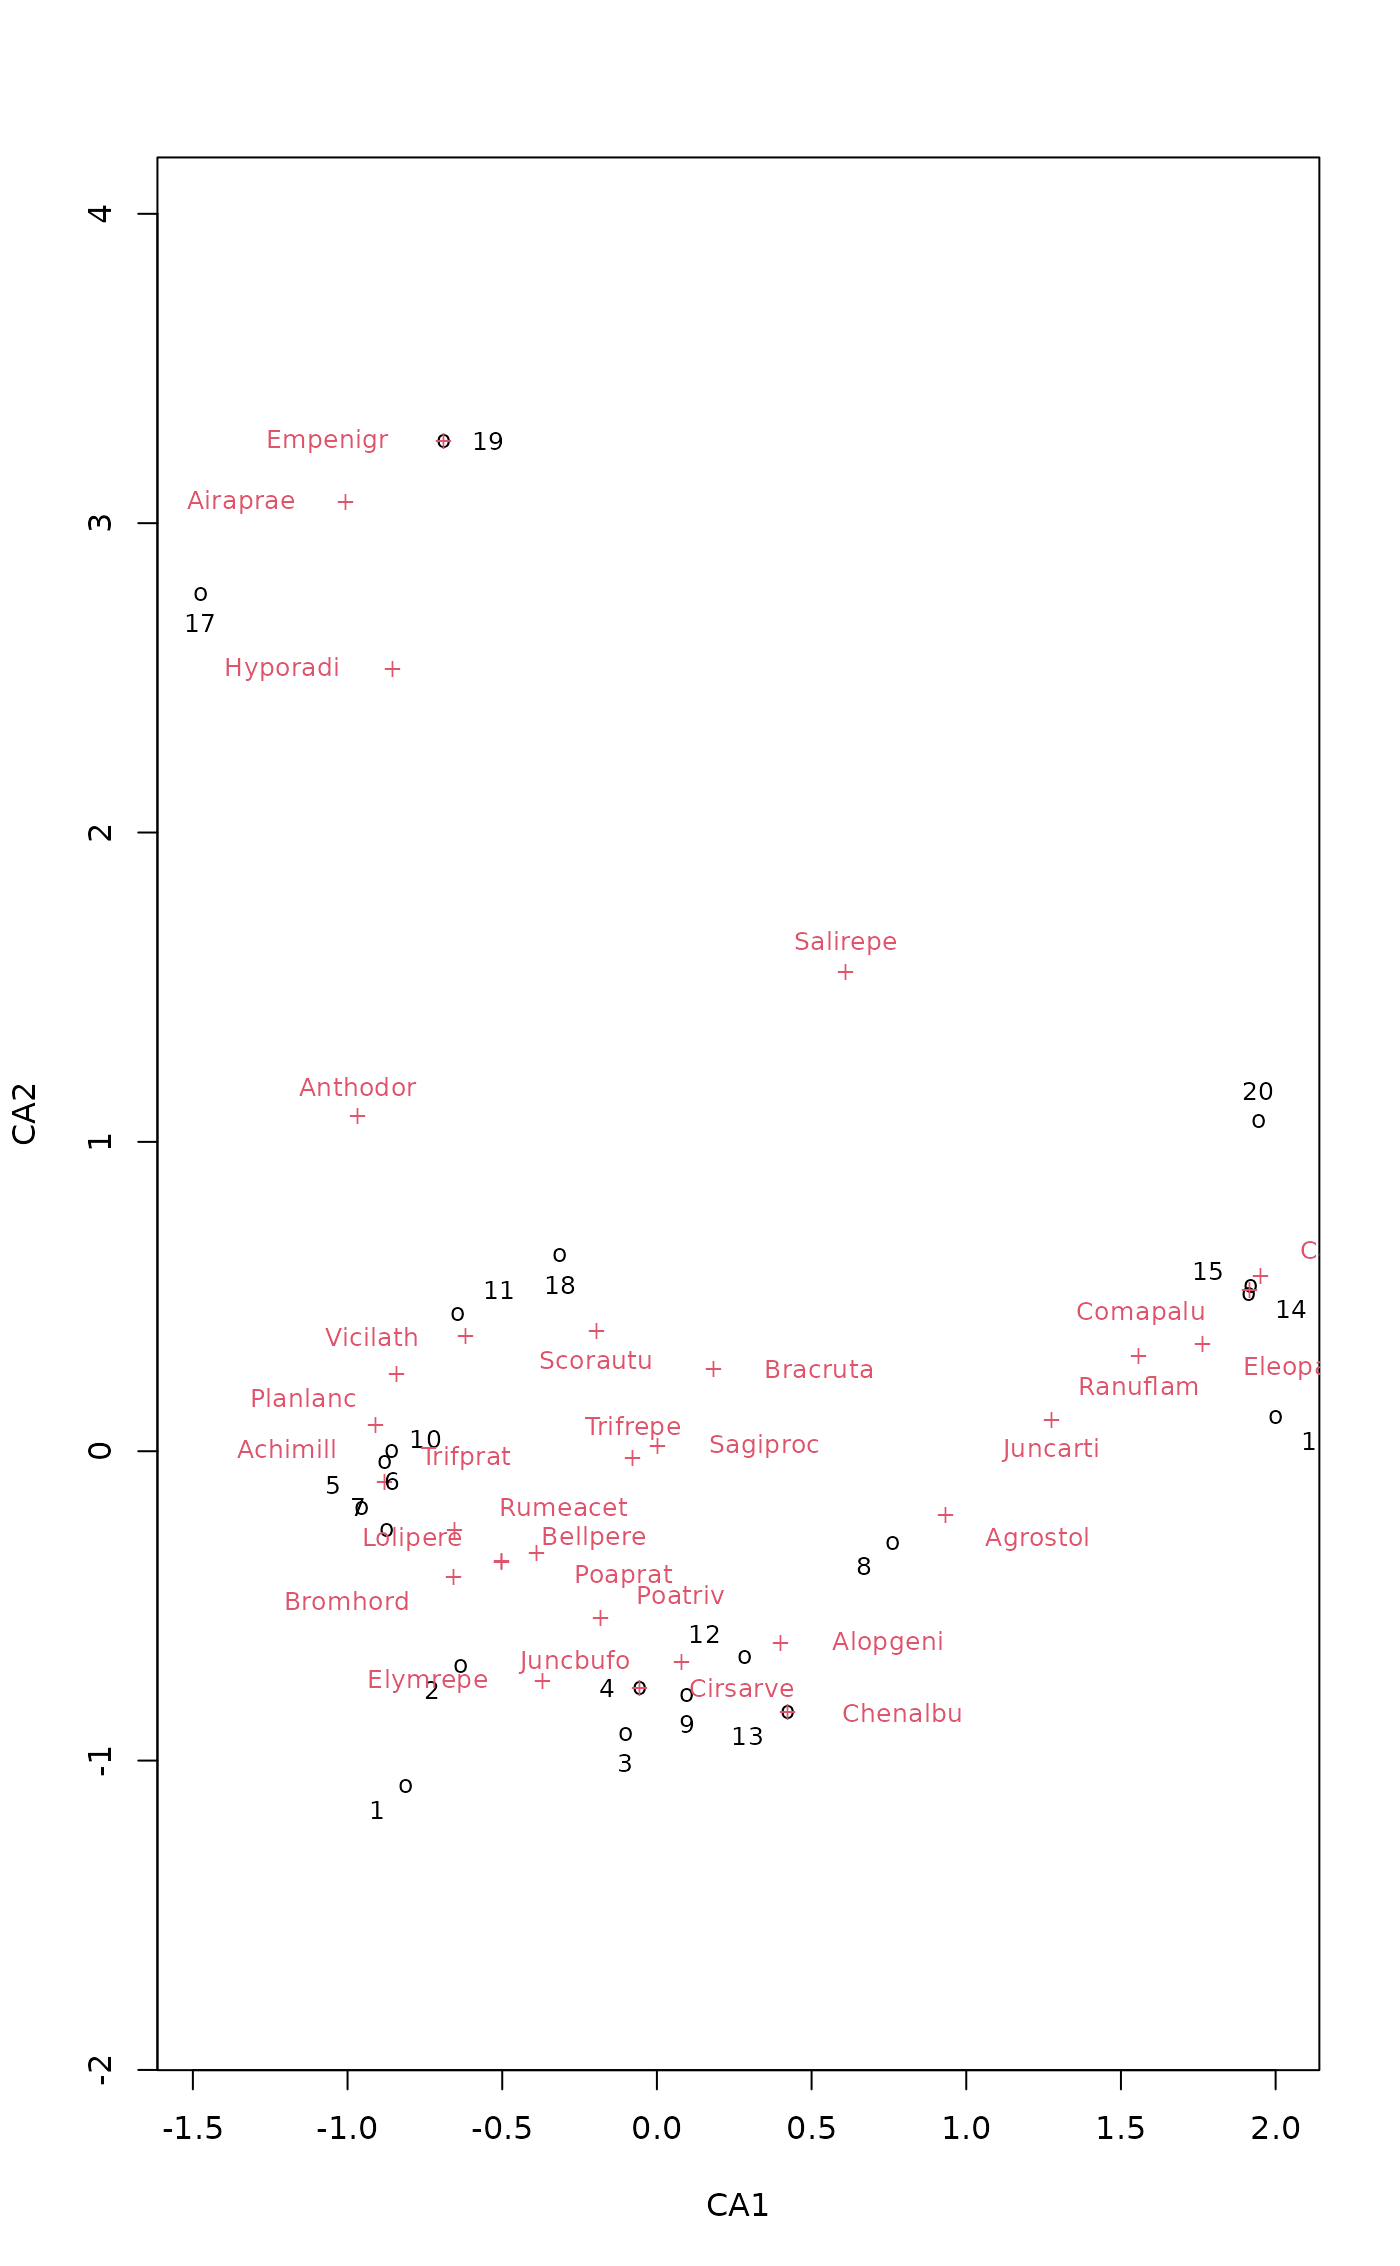 4
Empenigr
19
Airaprae
3
17
Hyporadi
2
Salirepe
Anthodor
20
CA2
1
C
15
11
18
14
Comapalu
Vicilath
Scorautu
Bracruta
Eleopa
Ranuflam
Planlanc
Trifrepe
10
1
Achimill
Sagiproc
Juncarti
0
Trifprat
5
6
7
Rumeacet
Lolipere
Bellpere
Agrostol
8
Poaprat
Poatriv
Bromhord
12
Alopgeni
Juncbufo
Elymrepe
2
4
Cirsarve
Chenalbu
9
13
-1
3
1
-2
-1.5 -1.0 -0.5 0.0 0.5 1.0 1.5 2.0
CA1